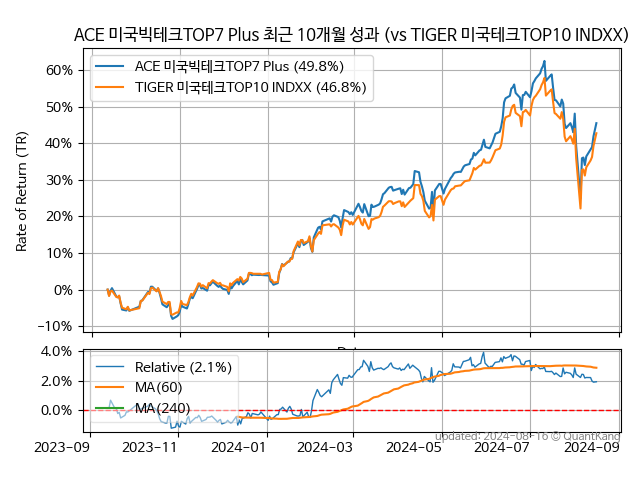 ACE 미국빅테크TOP7 Plus 최근 10개월 성과 (vs TIGER 미국테크TOP10 INDXX)
ACE 미국빅테크TOP7 Plus (49.8%)
TIGER 미국테크TOP10 INDXX (46.8%)
Rate of Return (TR)
60%
50%
40%
30%
20%
10%
0%
−10%
4.0%
2.0%
0.0%
Relative (2.1%)
MA(60)
MA(240)
updated: 2024-08-16 © QuantKang
2023-09
2023-11
2024-01
2024-03
2024-05
2024-07
2024-09